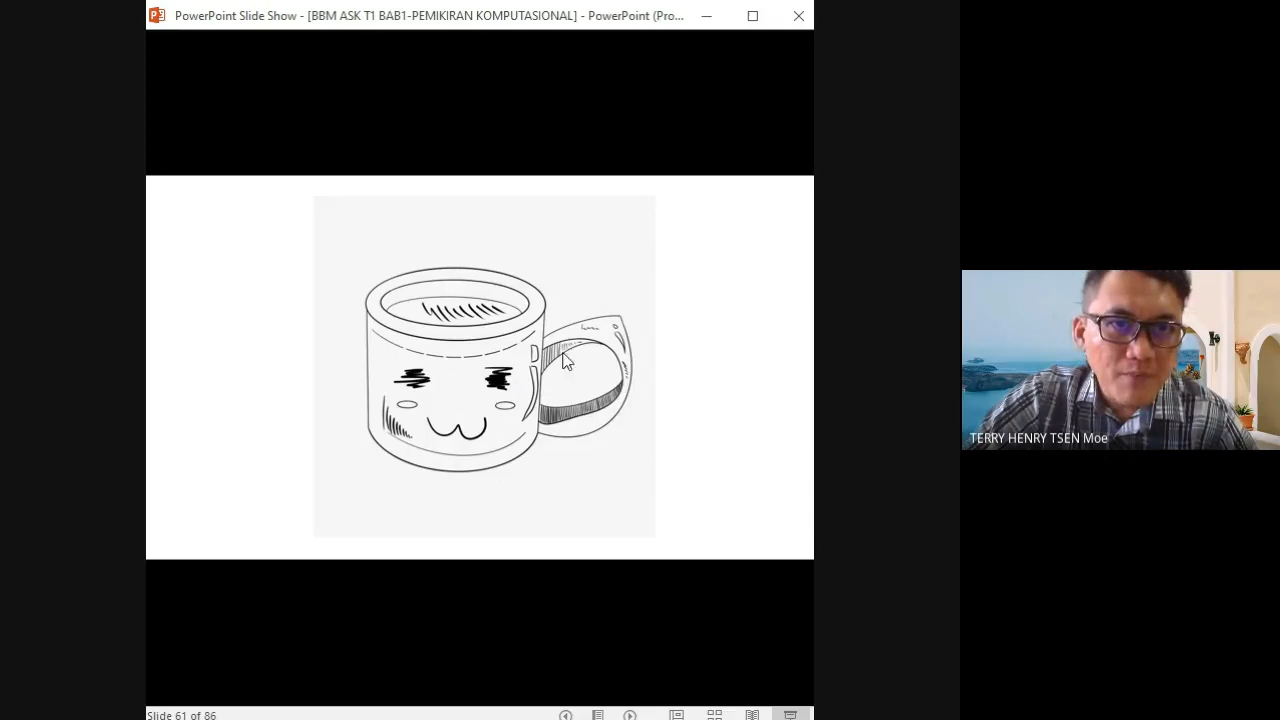 PowerPoint Slide Show - [BBM ASK T1 BAB1-PEMIKIRAN KOMPUTASIONAL] - PowerPoint (Pro...
TERRY HENRY TSEN Moe
Slide 61 of 86